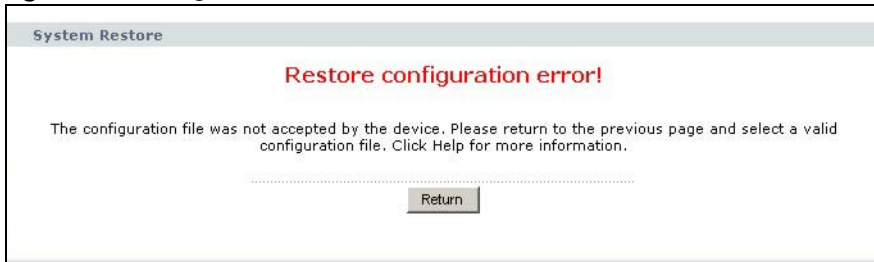 System Restore
Restore configuration error!
The configuration file was not accepted by the device. Please return to the previous page and select a valid
configuration file. Click Help for more information.
Return